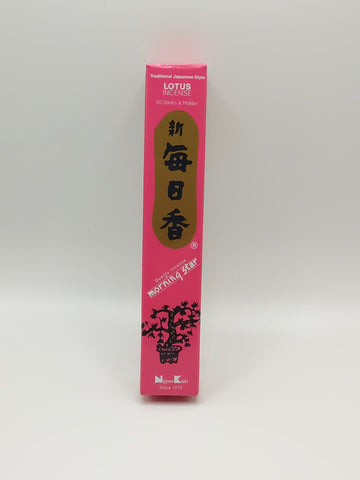 Traditional Japanese Style
LOTUS
INCENSE
50 Sticks & Holder
新
毎
日
香
®
Quality Incense
morning star
Nippon Kodo
Since 1575